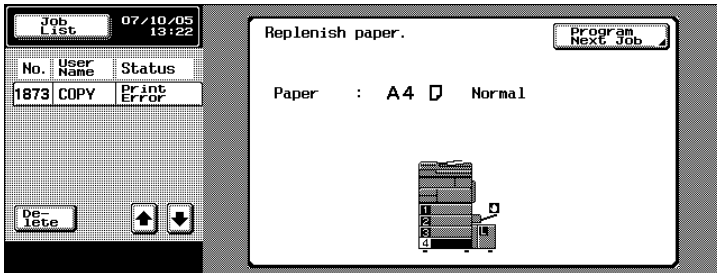 Job
List
07/10/05
13:22
No. User
Name Status
1873 COPY Print
Error
De-
lete
Replenish paper.
Program
Next Job
Paper : A4 Normal
1
2
3
4
L